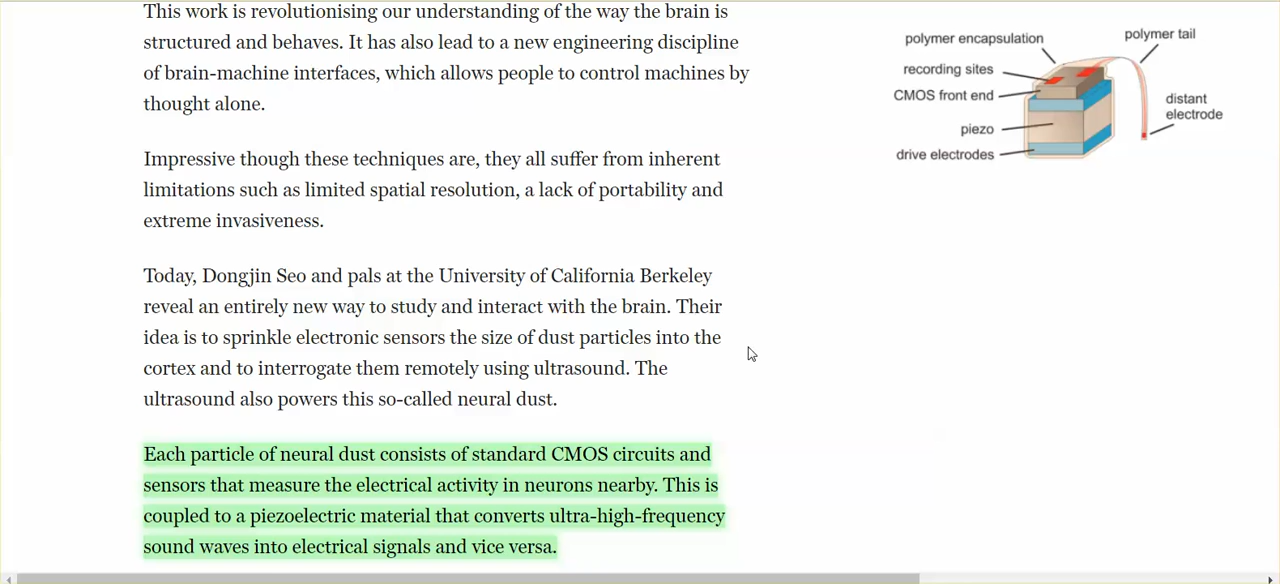 This work is revolutionising our understanding of the way the brain is
structured and behaves. It has also lead to a new engineering discipline
of brain-machine interfaces, which allows people to control machines by
thought alone.
Impressive though these techniques are, they all suffer from inherent
limitations such as limited spatial resolution, a lack of portability and
extreme invasiveness.
Today, Dongjin Seo and pals at the University of California Berkeley
reveal an entirely new way to study and interact with the brain. Their
idea is to sprinkle electronic sensors the size of dust particles into the
cortex and to interrogate them remotely using ultrasound. The
ultrasound also powers this so-called neural dust.
Each particle of neural dust consists of standard CMOS circuits and
sensors that measure the electrical activity in neurons nearby. This is
coupled to a piezoelectric material that converts ultra-high-frequency
sound waves into electrical signals and vice versa.
polymer encapsulation
polymer tail
recording sites
CMOS front end
distant
electrode
piezo
drive electrodes